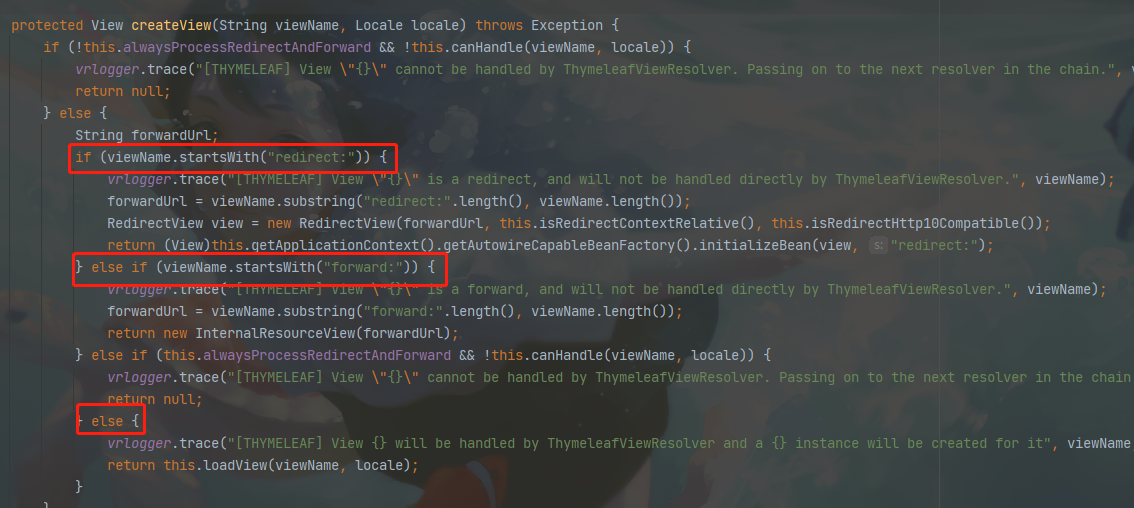 protected View createView(String viewName, Locale locale) throws Exception {
if (!this.alwaysProcessRedirectAndForward && !this.canHandle(viewName, locale)) {
vrlogger.trace("[THYMELEAF] View \"{}\" cannot be handled by ThymeleafViewResolver. Passing on to the next resolver in the chain.", v
return null;
} else {
String forwardUrl;
if (viewName.startsWith("redirect:")) {
vrlogger.trace("[THYMELEAF] View \"{}\" is a redirect, and will not be handled directly by ThymeleafViewResolver.", viewName);
forwardUrl = viewName.substring("redirect:".length(), viewName.length());
RedirectView view = new RedirectView(forwardUrl, this.isRedirectContextRelative(), this.isRedirectHttp10Compatible());
return (View)this.getApplicationContext().getAutowireCapableBeanFactory().initializeBean(view, s: "redirect:");
} else if (viewName.startsWith("forward:")) {
vrlogger.trace("[THYMELEAF] View \"{}\" is a forward, and will not be handled directly by ThymeleafViewResolver.", viewName);
forwardUrl = viewName.substring("forward:".length(), viewName.length());
return new InternalResourceView(forwardUrl);
} else if (this.alwaysProcessRedirectAndForward && !this.canHandle(viewName, locale)) {
vrlogger.trace("[THYMELEAF] View \"{}\" cannot be handled by ThymeleafViewResolver. Passing on to the next resolver in the chain
return null;
} else {
vrlogger.trace("[THYMELEAF] View {} will be handled by ThymeleafViewResolver and a {} instance will be created for it", viewName
return this.loadView(viewName, locale);
}
}